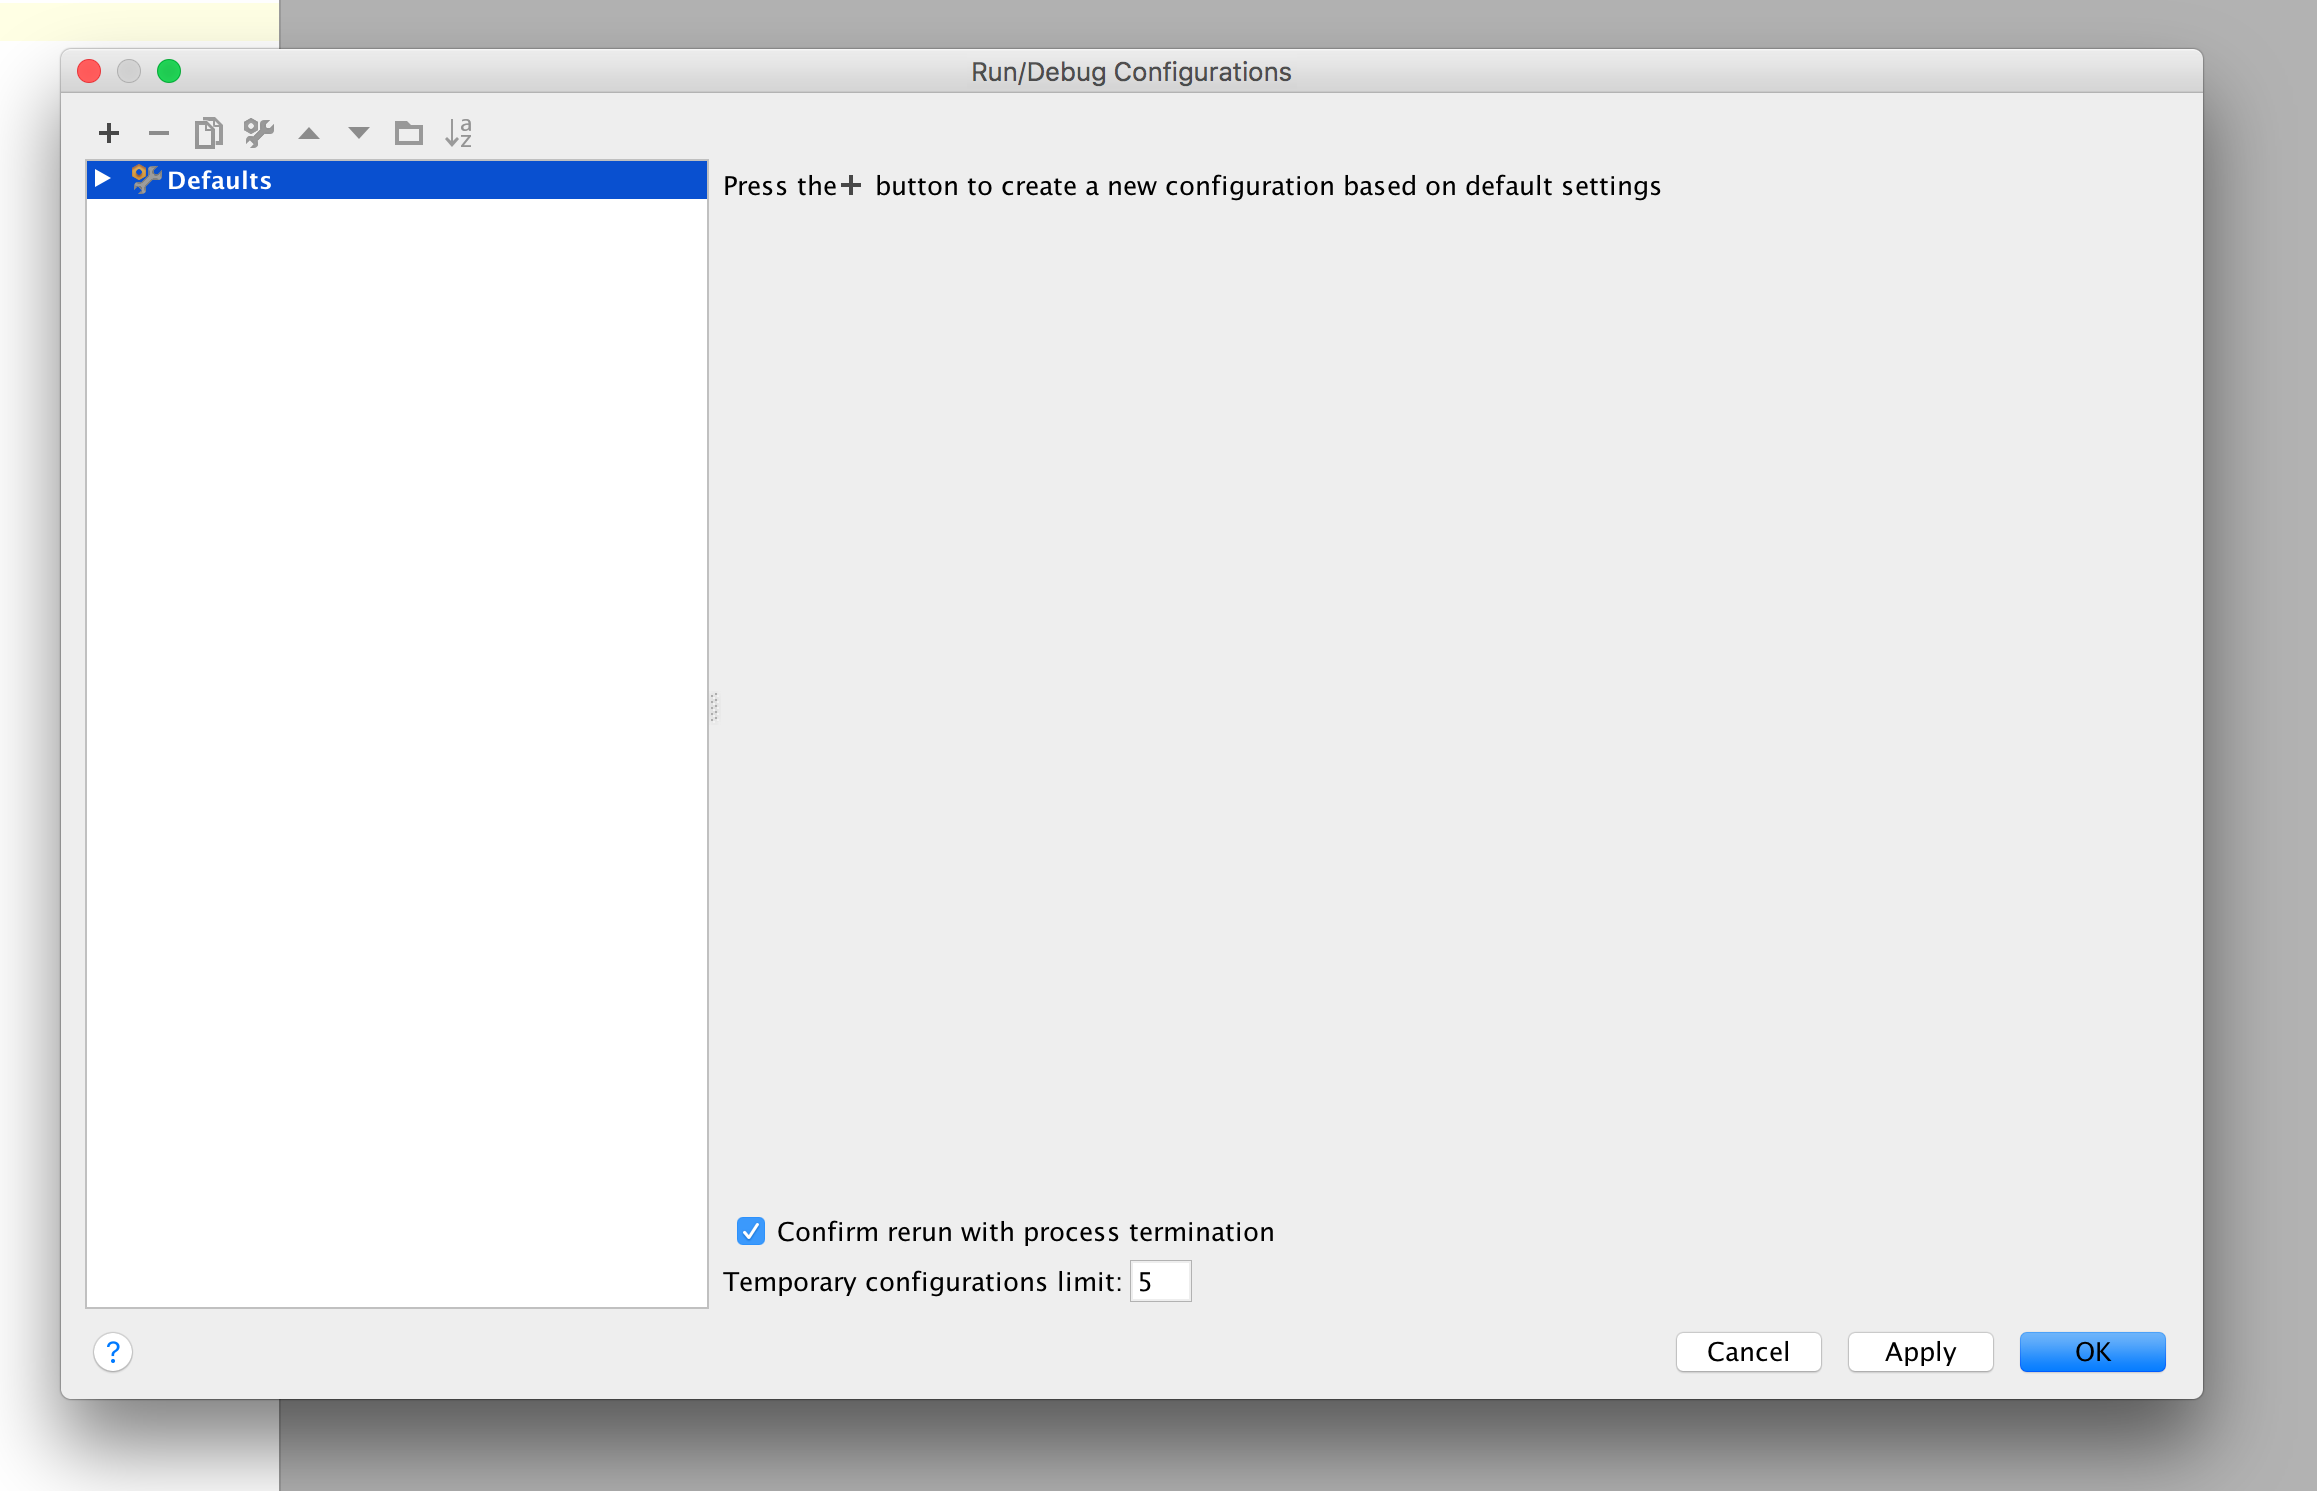 Run/Debug Configurations
Defaults
Press the + button to create a new configuration based on default settings
Confirm rerun with process termination
Temporary configurations limit: 5
? Cancel Apply OK